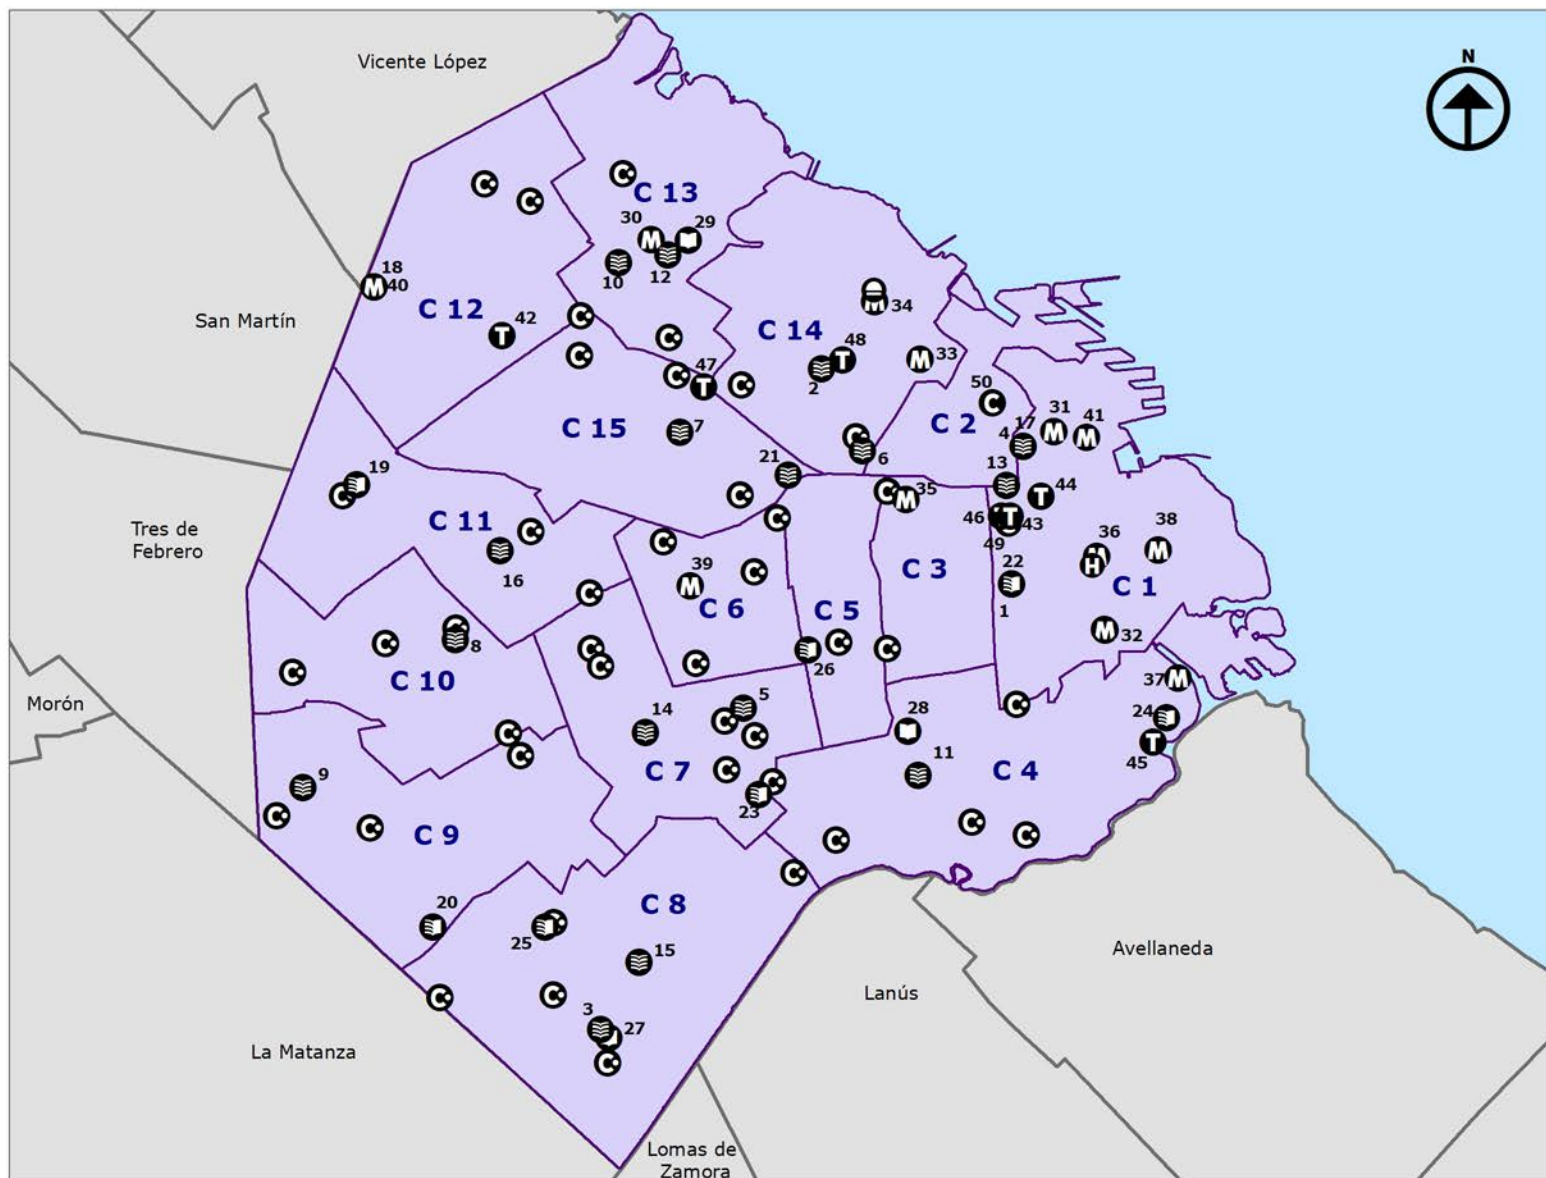 N
Vicente López
C 13
30
29
10
12
18
40
San Martín
C 12
42
34
C 14
48
33
2
47
50
C 2
31
41
4
17
C 15
7
6
21
13
44
19
35
46
43
49
Tres de
Febrero
C 11
16
36
38
C 3
22
1
C 1
39
C 6
C 5
32
8
26
C 10
37
Morón
5
14
28
24
45
11
C 4
C 7
9
23
C 9
20
C 8
25
15
Avellaneda
Lanús
3
27
La Matanza
Lomas de
Zamora
C
M
T
H